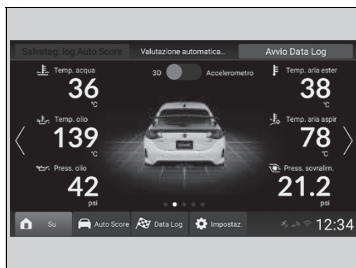 Salvatag. log Auto Score
Valutazione automatica...
Avvio Data Log
3D
Accelerometro
Temp. acqua
36
°C
Temp. olio
139
°C
Press. olio
42
psi
Temp. aria ester
38
°C
Temp. aria aspir
78
°C
Press. sovralim.
21.2
psi
Su
Auto Score
Data Log
Impostaz.
12:34